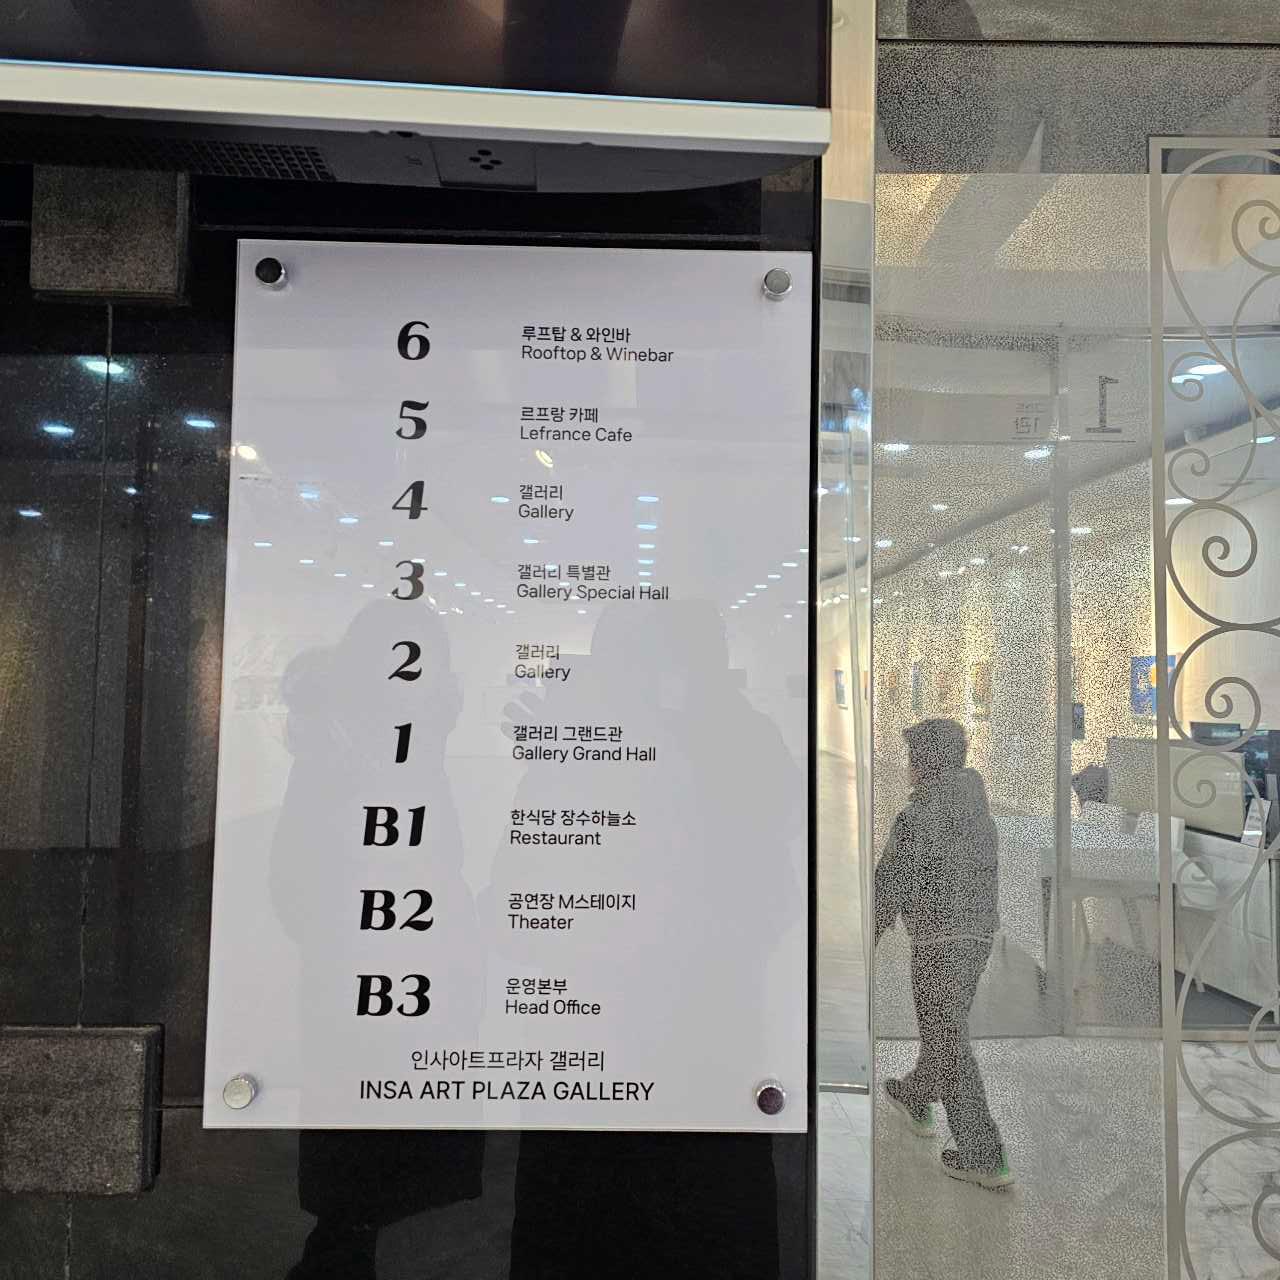 6
루프탑 & 와인바
Rooftop & Winebar
5
르프랑 카페
Lefrance Cafe
4
갤러리
Gallery
3
갤러리 특별관
Gallery Special Hall
2
갤러리
Gallery
1
갤러리 그랜드관
Gallery Grand Hall
B1
한식당 장수하늘소
Restaurant
B2
공연장 M스테이지
Theater
B3
운영본부
Head Office
인사아트프라자 갤러리
INSA ART PLAZA GALLERY
1
1관